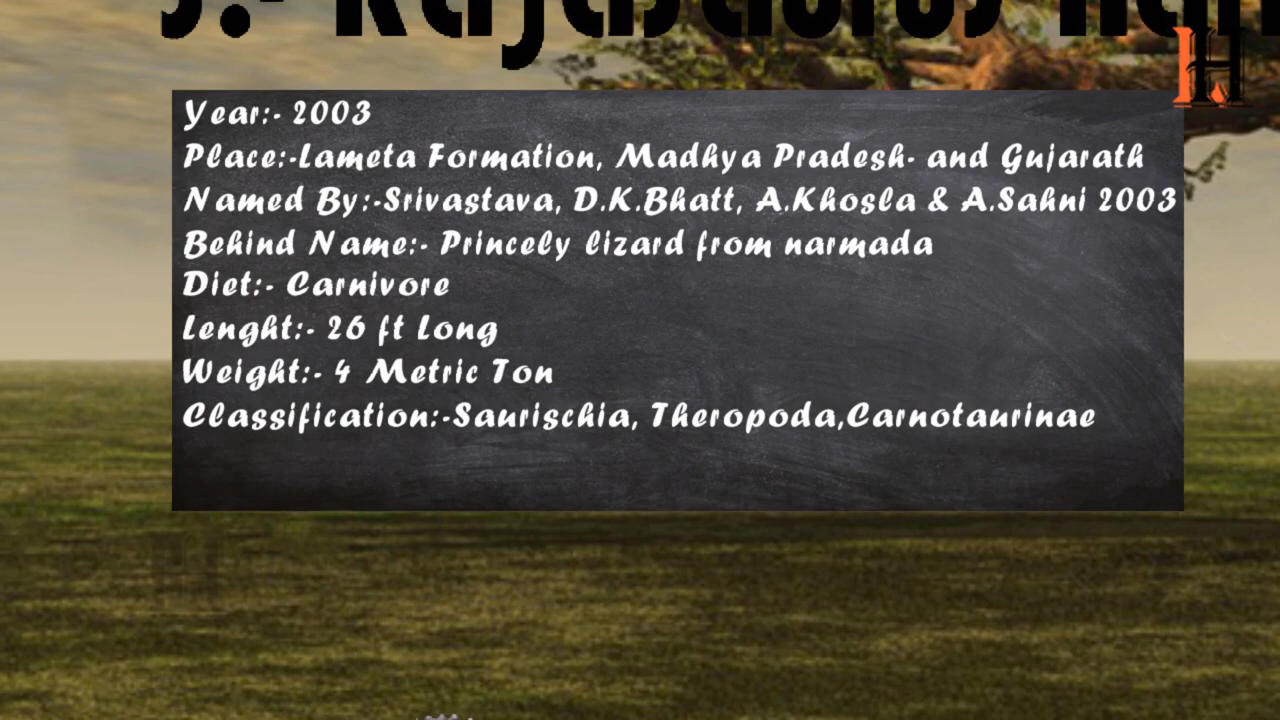 Year:- 2003
Place:-Lameta Formation, Madhya Pradesh- and Gujarath
Named By:-Srivastava, D.K.Bhatt, A.Khosla & A.Sahni 2003
Behind Name:- Princely lizard from narmada
Diet:- Carnivore
Lenght:- 26 ft Long
Weight:- 4 Metric Ton
Classification:-Saurischia, Theropoda,Carnotaurinae